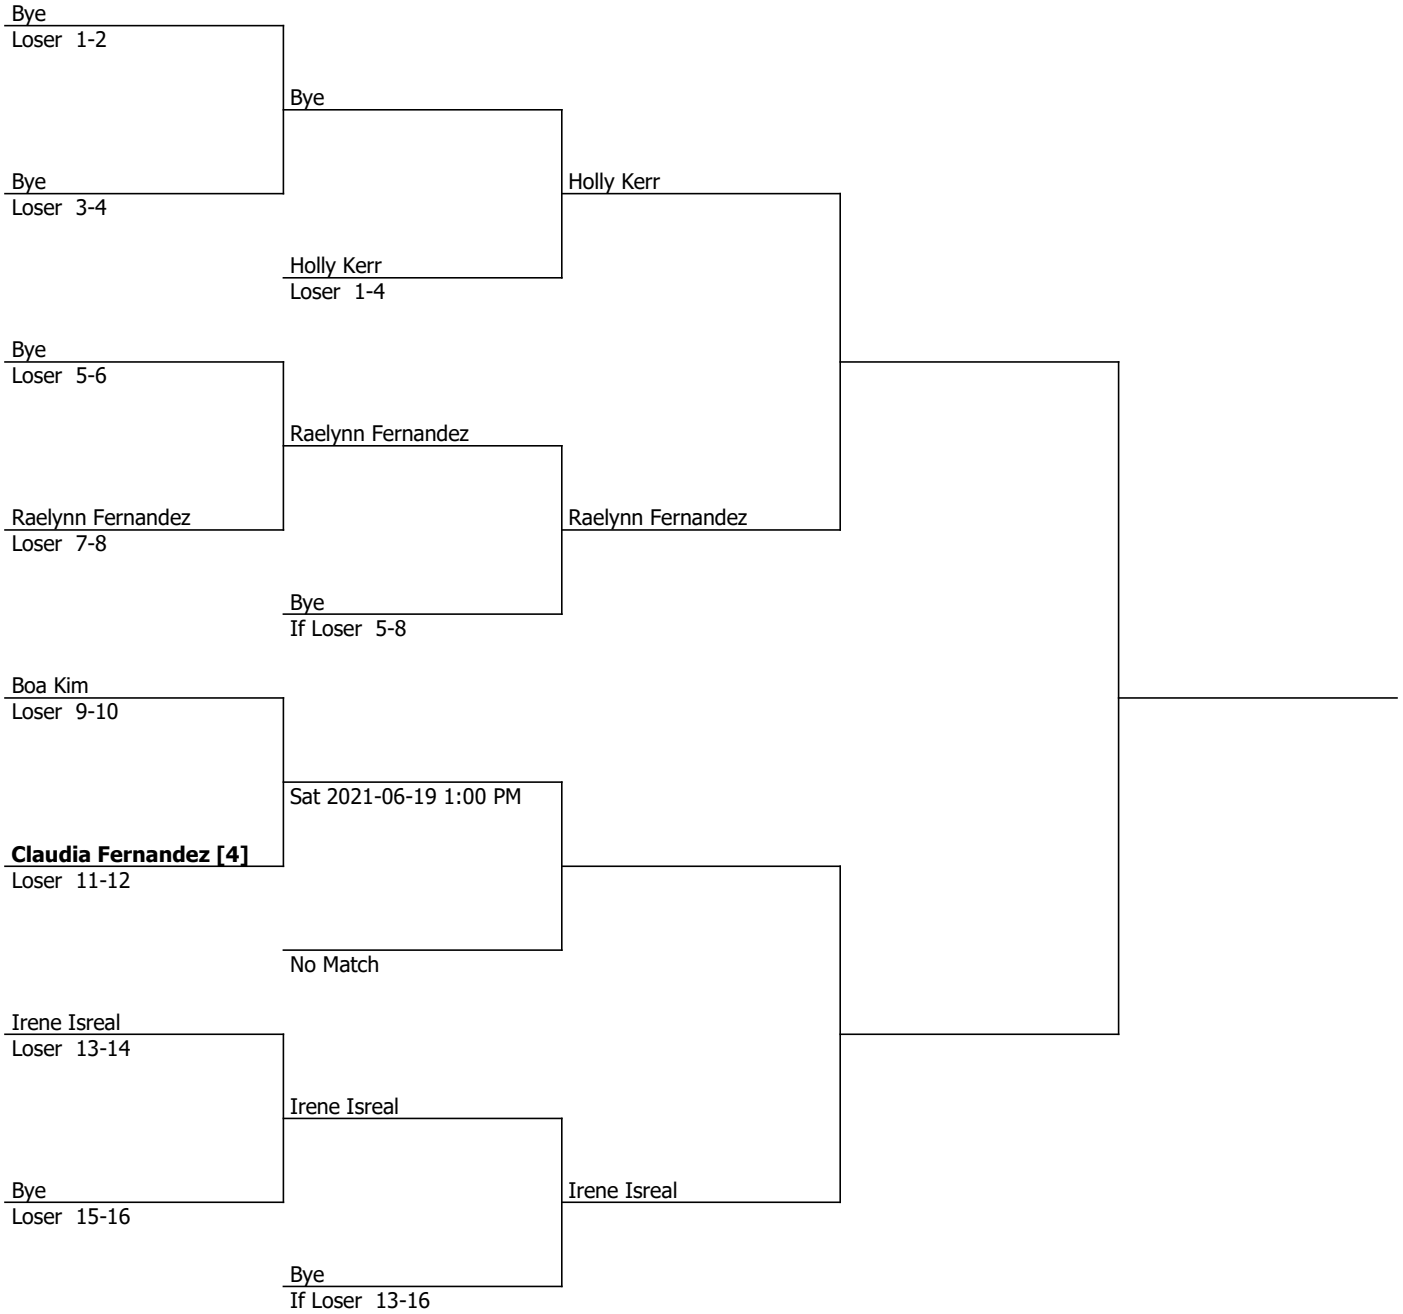 Bye
Loser 1-2
Bye
Bye
Loser 3-4
Holly Kerr
Holly Kerr
Loser 1-4
Bye
Loser 5-6
Raelynn Fernandez
Raelynn Fernandez
Loser 7-8
Raelynn Fernandez
Bye
If Loser 5-8
Boa Kim
Loser 9-10
Sat 2021-06-19 1:00 PM
Claudia Fernandez [4]
Loser 11-12
No Match
Irene Isreal
Loser 13-14
Irene Isreal
Bye
Loser 15-16
Irene Isreal
Bye
If Loser 13-16